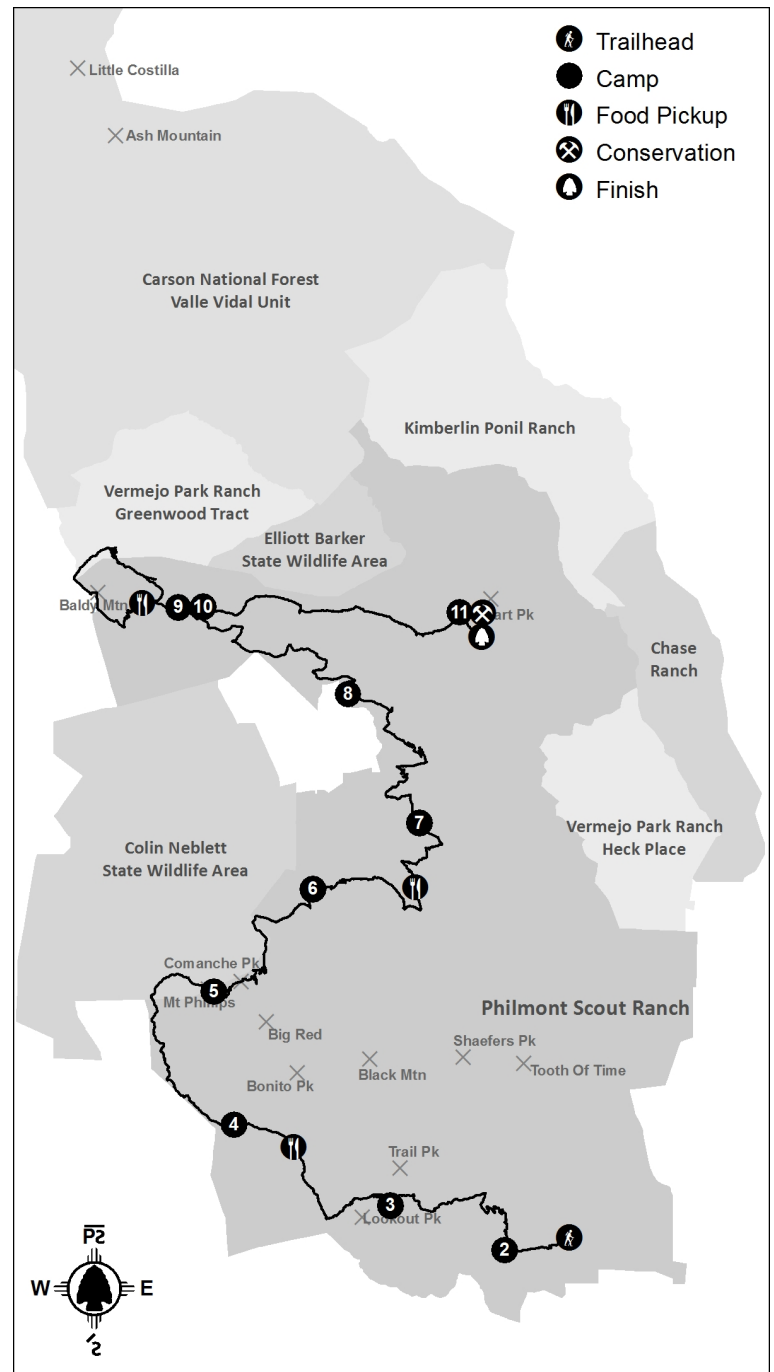 Trailhead
Camp
Food Pickup
Conservation
Finish
Little Costilla
Ash Mountain
Carson National Forest
Valle Vidal Unit
Kimberlin Ponil Ranch
Vermejo Park Ranch
Greenwood Tract
Elliott Barker
State Wildlife Area
Baldy Mtn
9
10
11
art Pk
Chase
Ranch
8
7
Vermejo Park Ranch
Heck Place
Colin Neblett
State Wildlife Area
6
Comanche Pk
5
Mt Phillips
Philmont Scout Ranch
Big Red
Shaefers Pk
Black Mtn
Tooth Of Time
Bonito Pk
4
Trail Pk
3
Lookout Pk
2
W
E